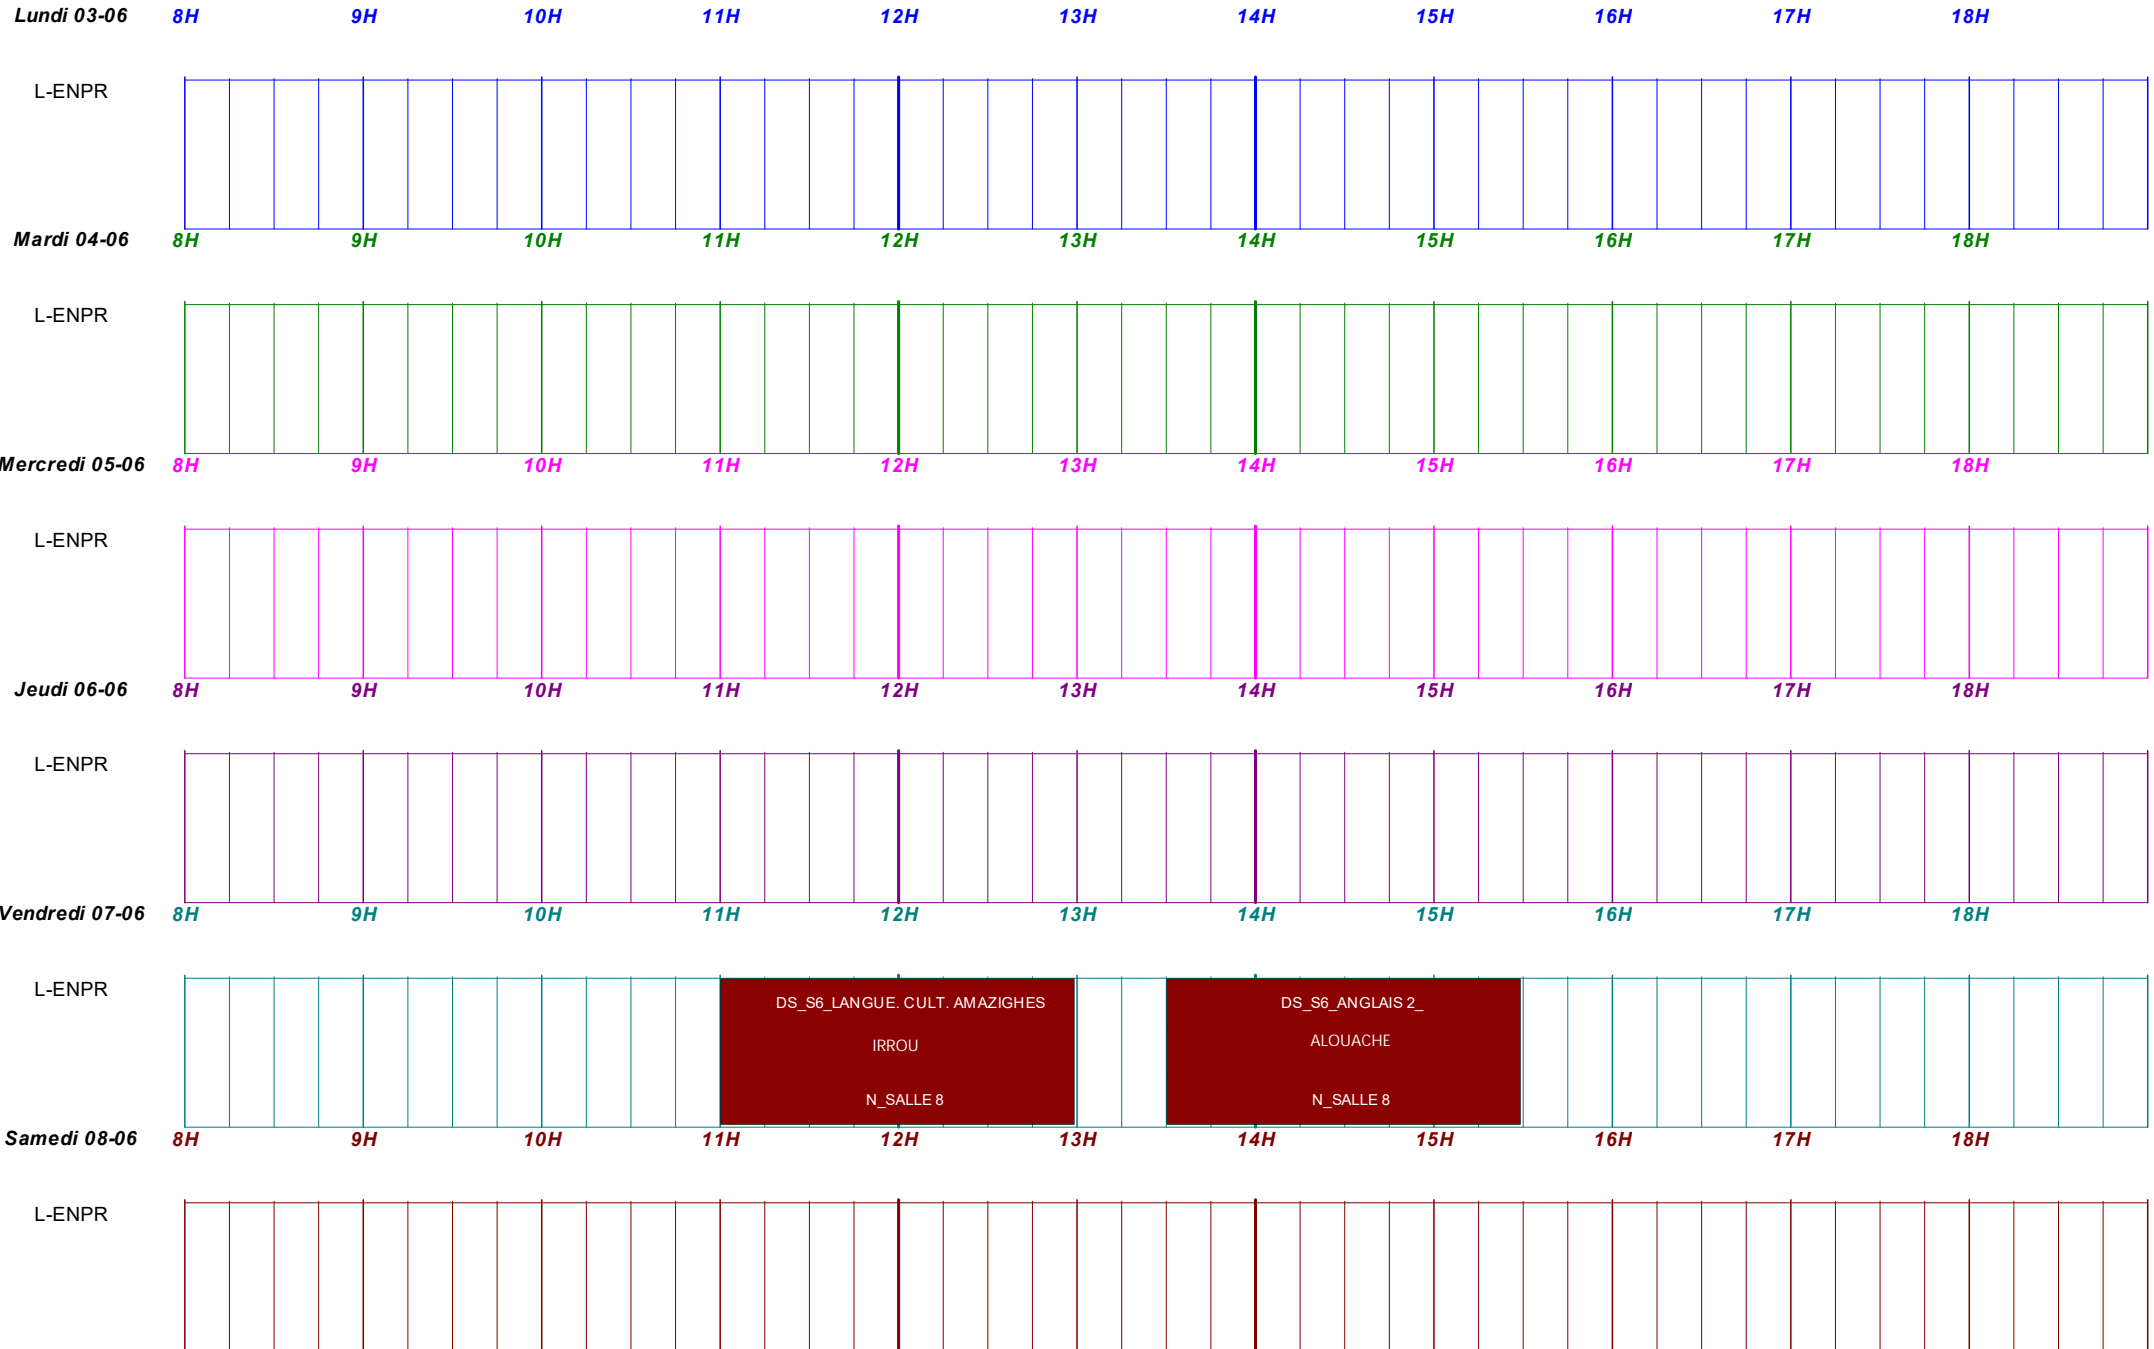 Lundi 03-06 8H 9H 10H 11H 12H 13H 14H 15H 16H 17H 18H
L-ENPR
Mardi 04-06 8H 9H 10H 11H 12H 13H 14H 15H 16H 17H 18H
L-ENPR
Mercredi 05-06 8H 9H 10H 11H 12H 13H 14H 15H 16H 17H 18H
L-ENPR
Jeudi 06-06 8H 9H 10H 11H 12H 13H 14H 15H 16H 17H 18H
L-ENPR
Vendredi 07-06 8H 9H 10H 11H 12H 13H 14H 15H 16H 17H 18H
L-ENPR
DS_S6_LANGUE. CULT. AMAZIGHES
IRROU
N_SALLE 8
DS_S6_ANGLAIS 2_
ALOUACHE
N_SALLE 8
Samedi 08-06 8H 9H 10H 11H 12H 13H 14H 15H 16H 17H 18H
L-ENPR